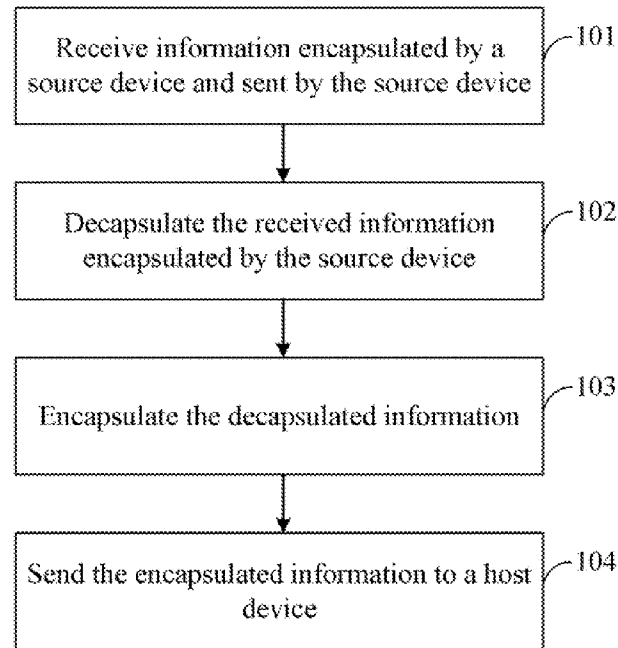 Receive information encapsulated by a
source device and sent by the source device
101
Decapsulate the received information
encapsulated by the source device
102
Encapsulate the decapsulated information
103
Send the encapsulated information to a host
device
104